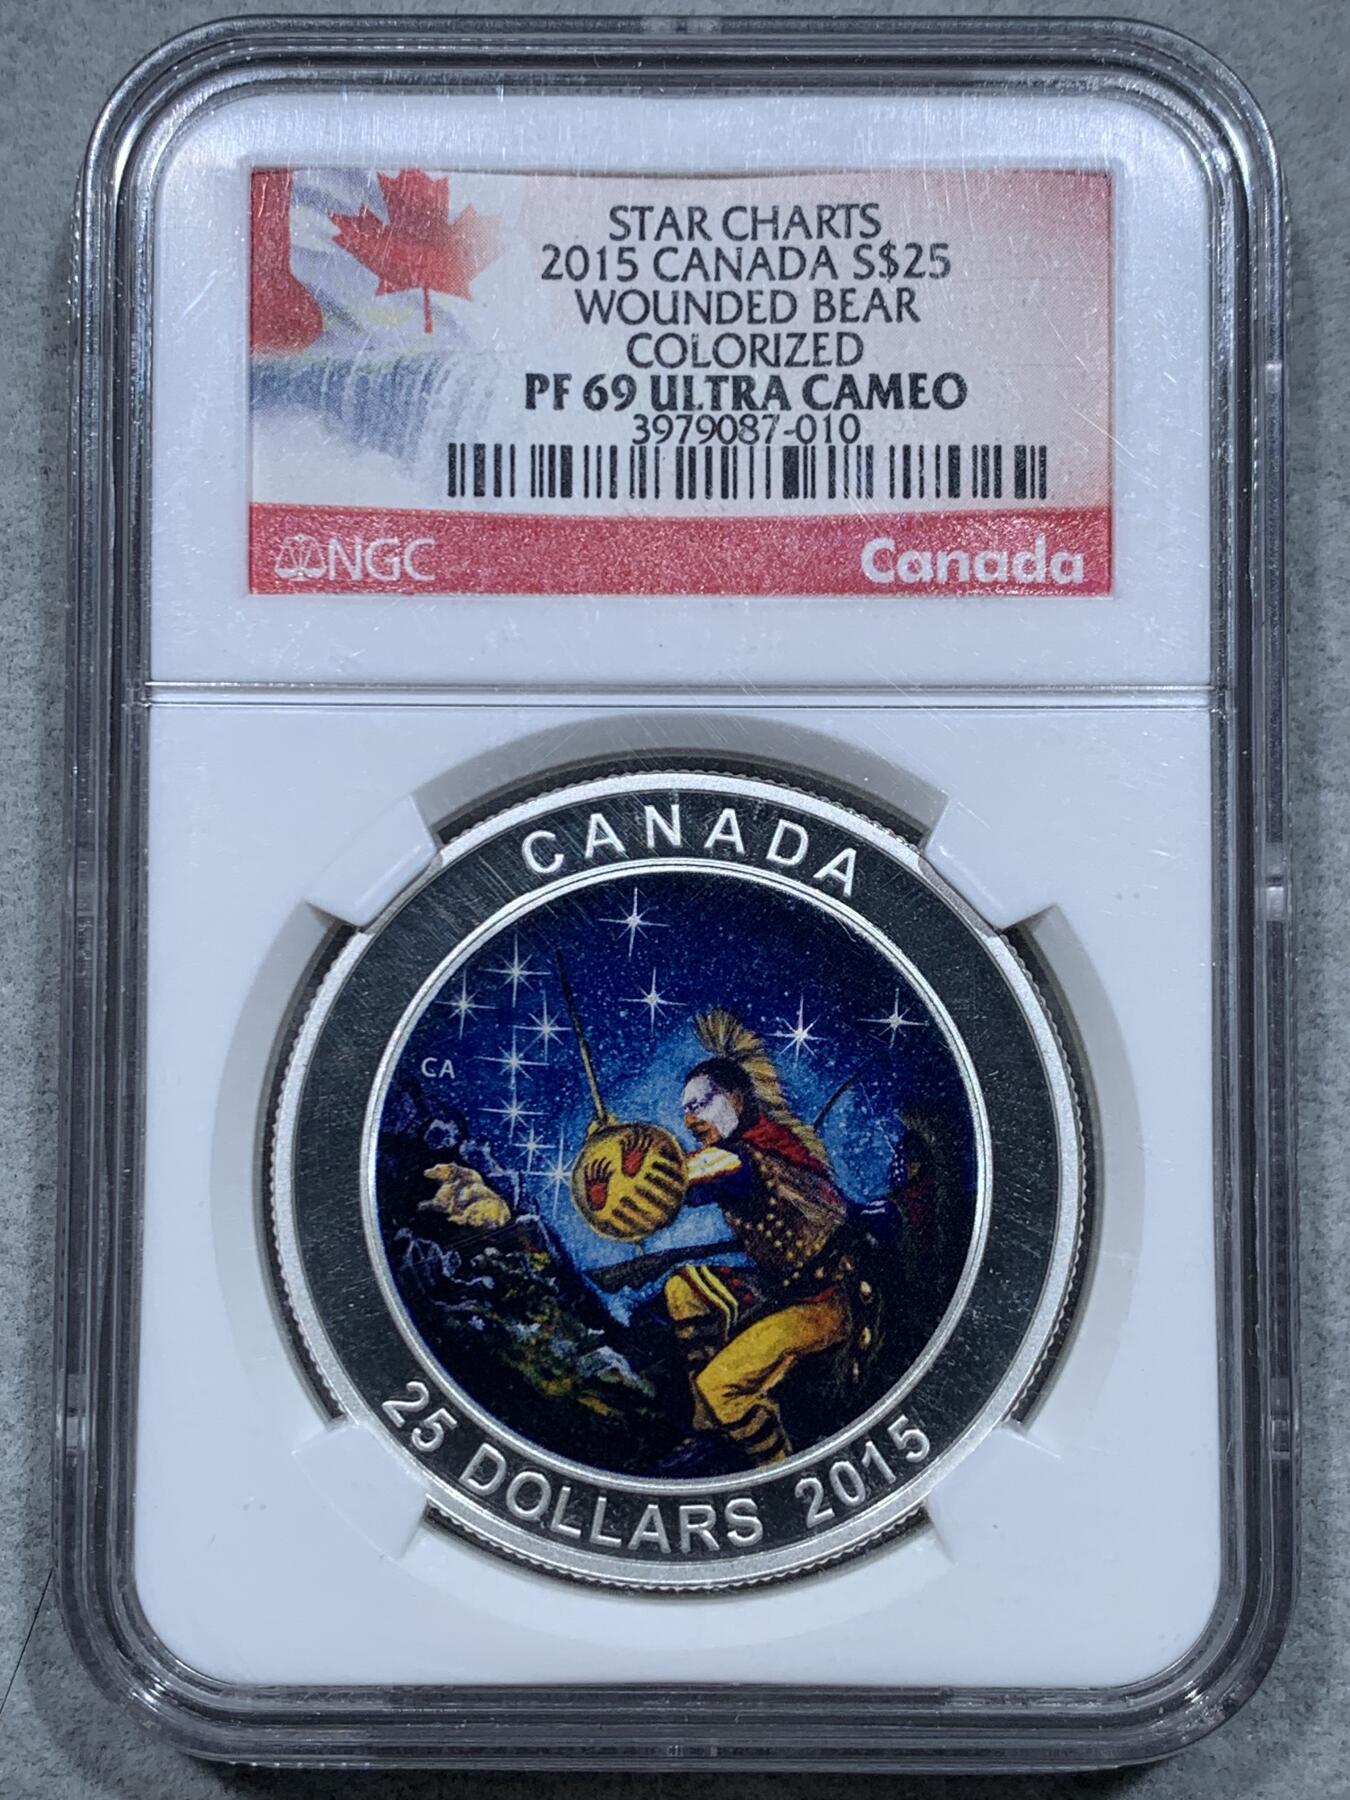 STAR CHARTS
2015 CANADA S$25
WOUNDED BEAR
COLORIZED
PF 69 ULTRA CAMEO
3979087-010
NGC
Canada
CANADA
CA
25 DOLLARS 2015